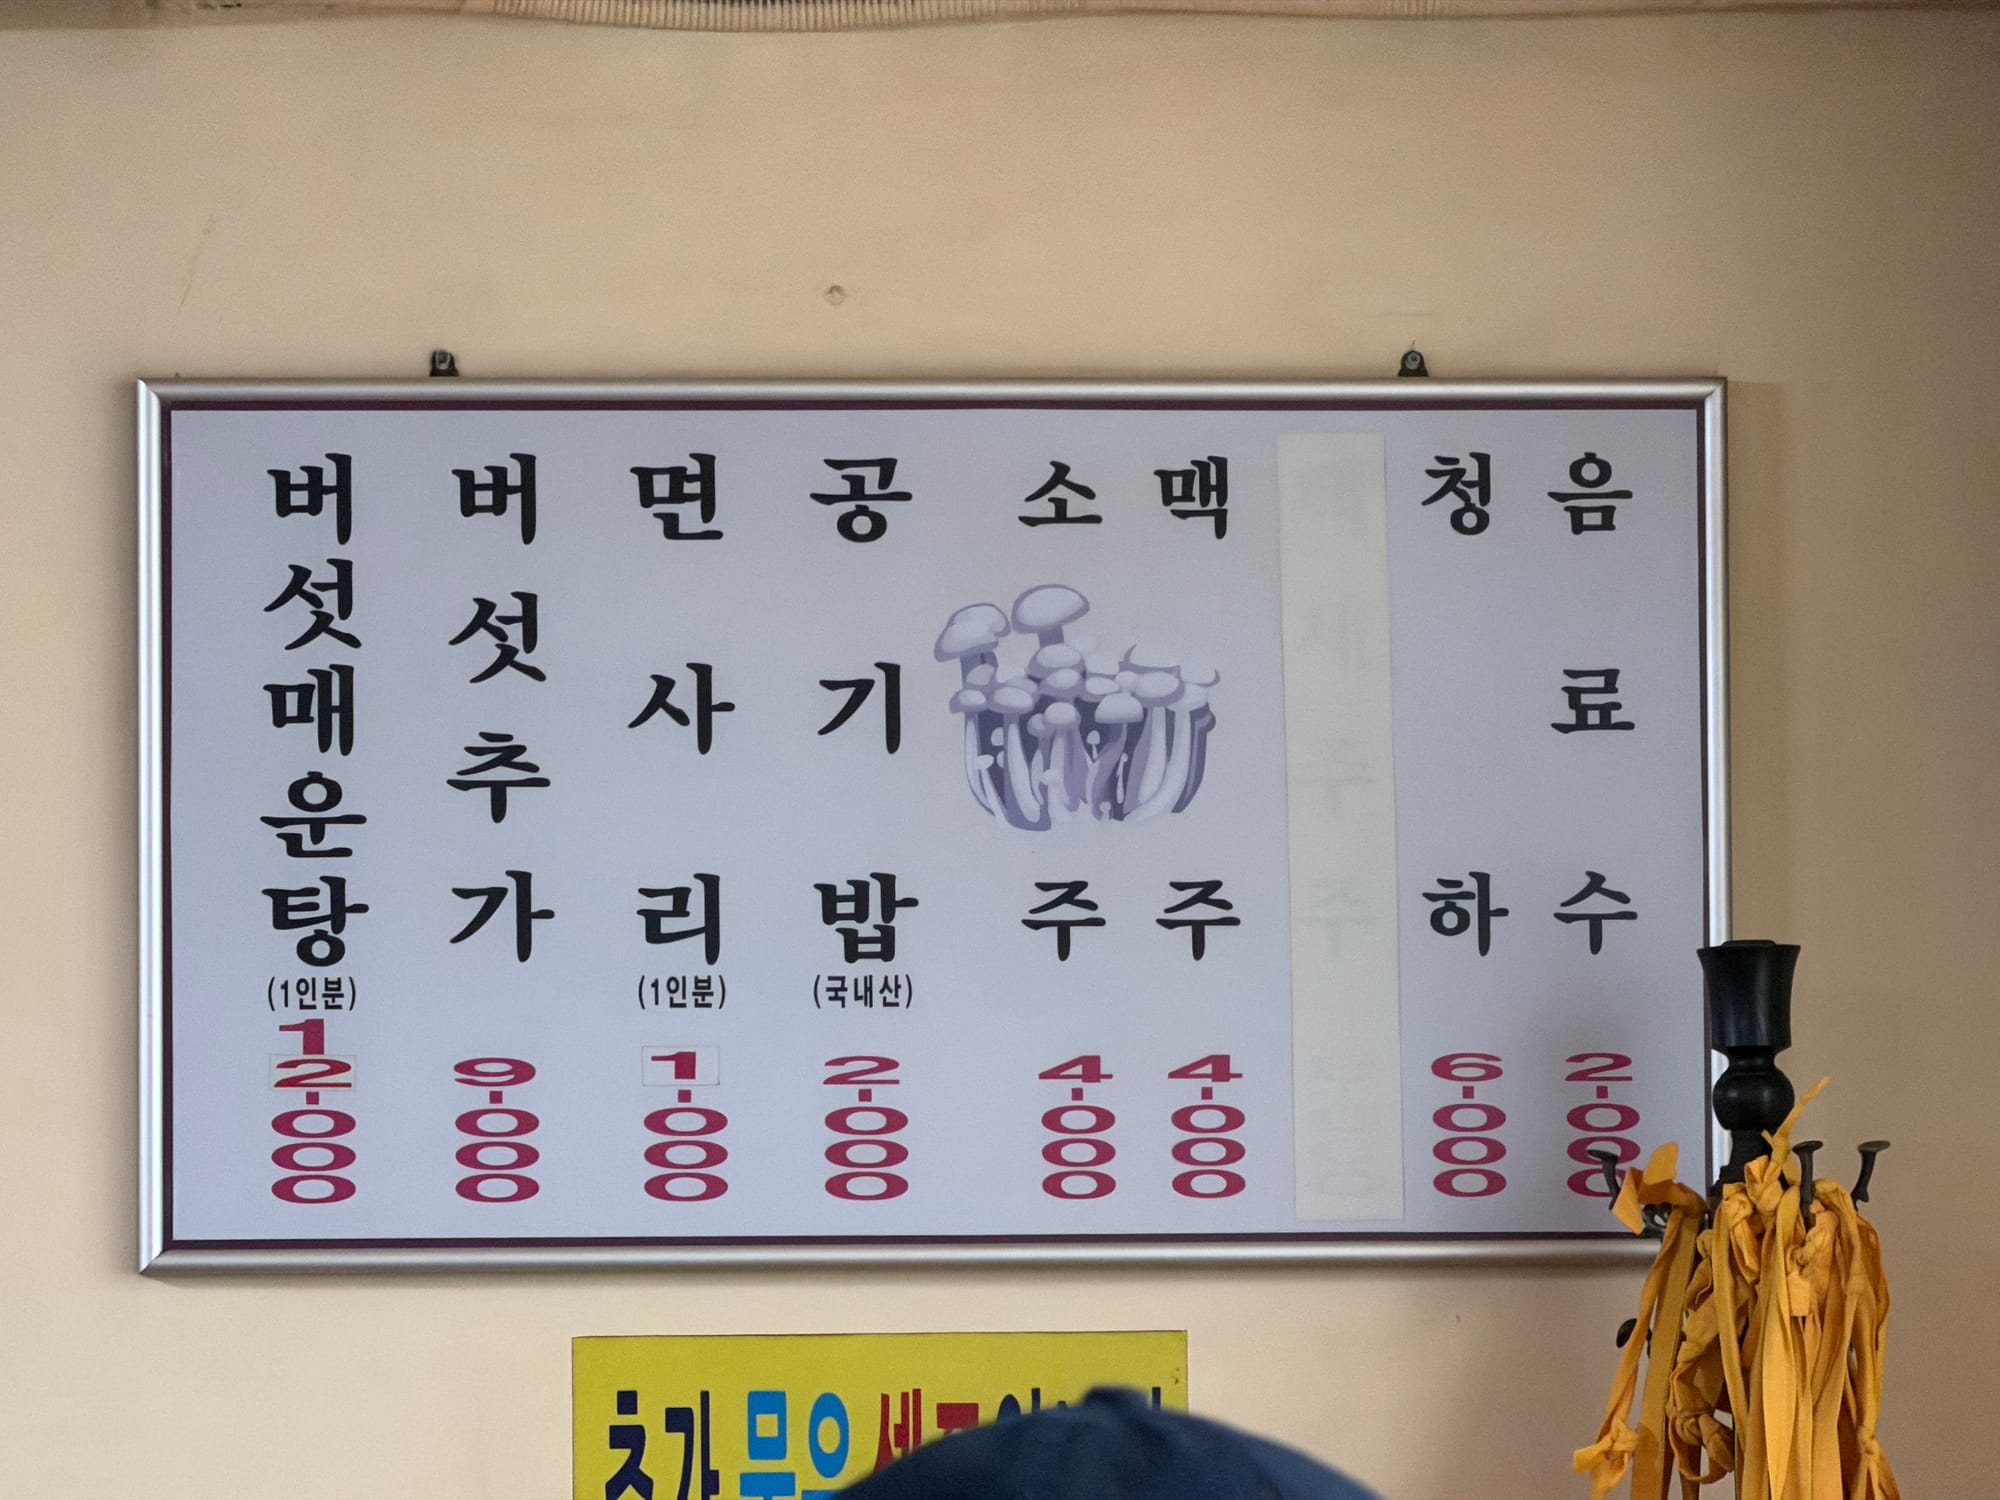 버섯매운탕
(1인분)
12,000
버섯추가
9,000
면사리
(1인분)
1,000
공기밥
(국내산)
2,000
소주
4,000
맥주
4,000
청하
6,000
음료수
2,000
추가